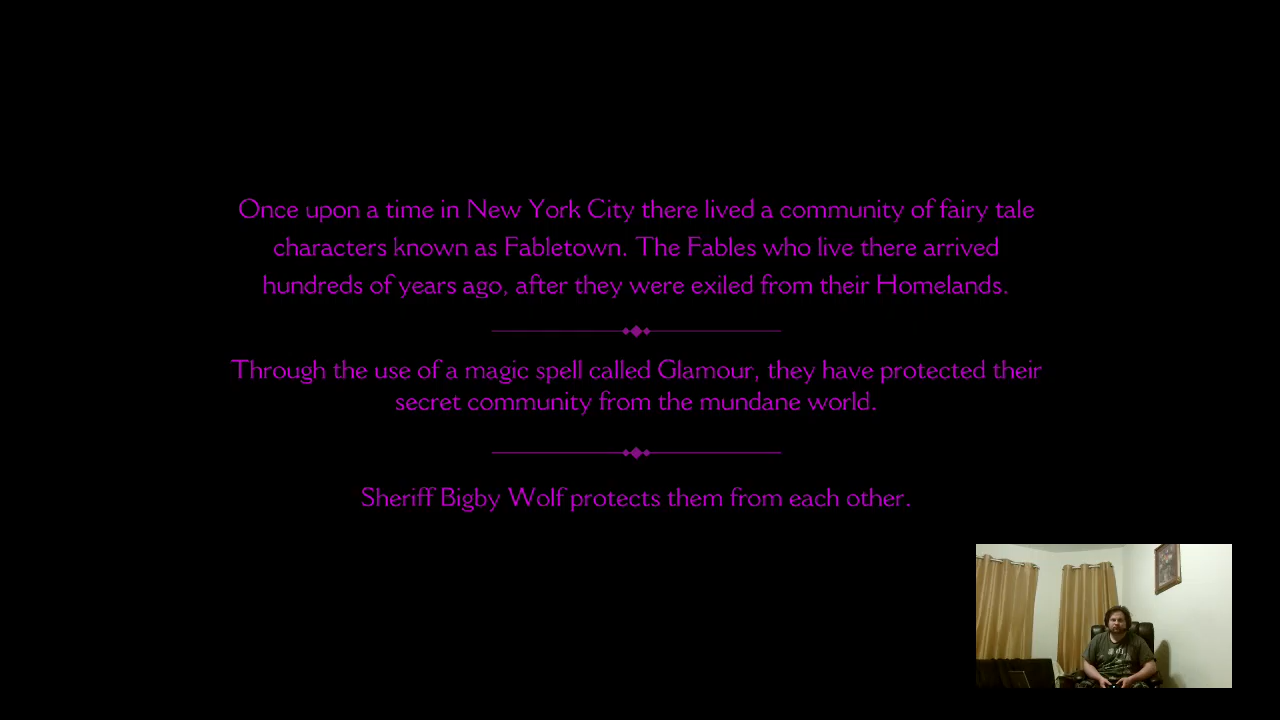 Once upon a time in New York City there lived a community of fairy tale
characters known as Fabletown. The Fables who live there arrived
hundreds of years ago, after they were exiled from their Homelands.
Through the use of a magic spell called Glamour, they have protected their
secret community from the mundane world.
Sheriff Bigby Wolf protects them from each other.